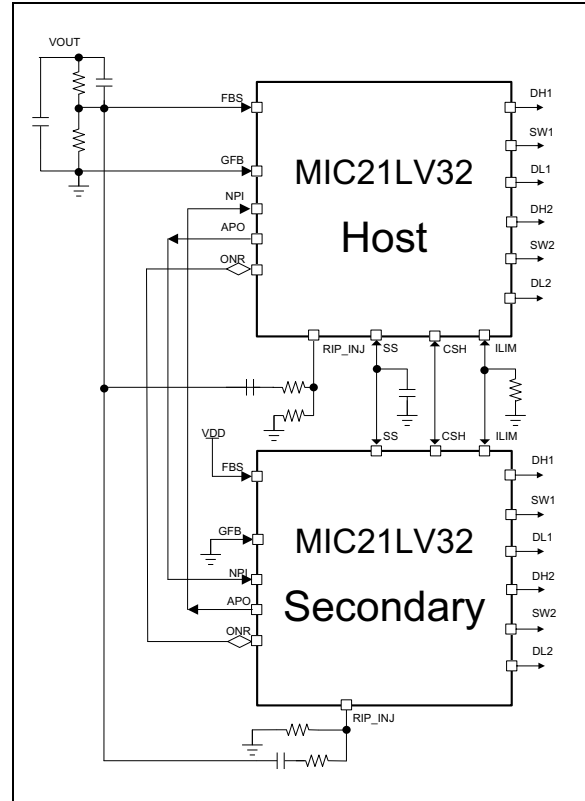 VOUT
FBS
GFB
NPI
APO
ONR
MIC21LV32
Host
DH1
SW1
DL1
DH2
SW2
DL2
RIP_INJ
SS
CSH
ILIM
VDD
SS
CSH
ILIM
FBS
GFB
NPI
APO
ONR
MIC21LV32
Secondary
DH1
SW1
DL1
DH2
SW2
DL2
RIP_INJ